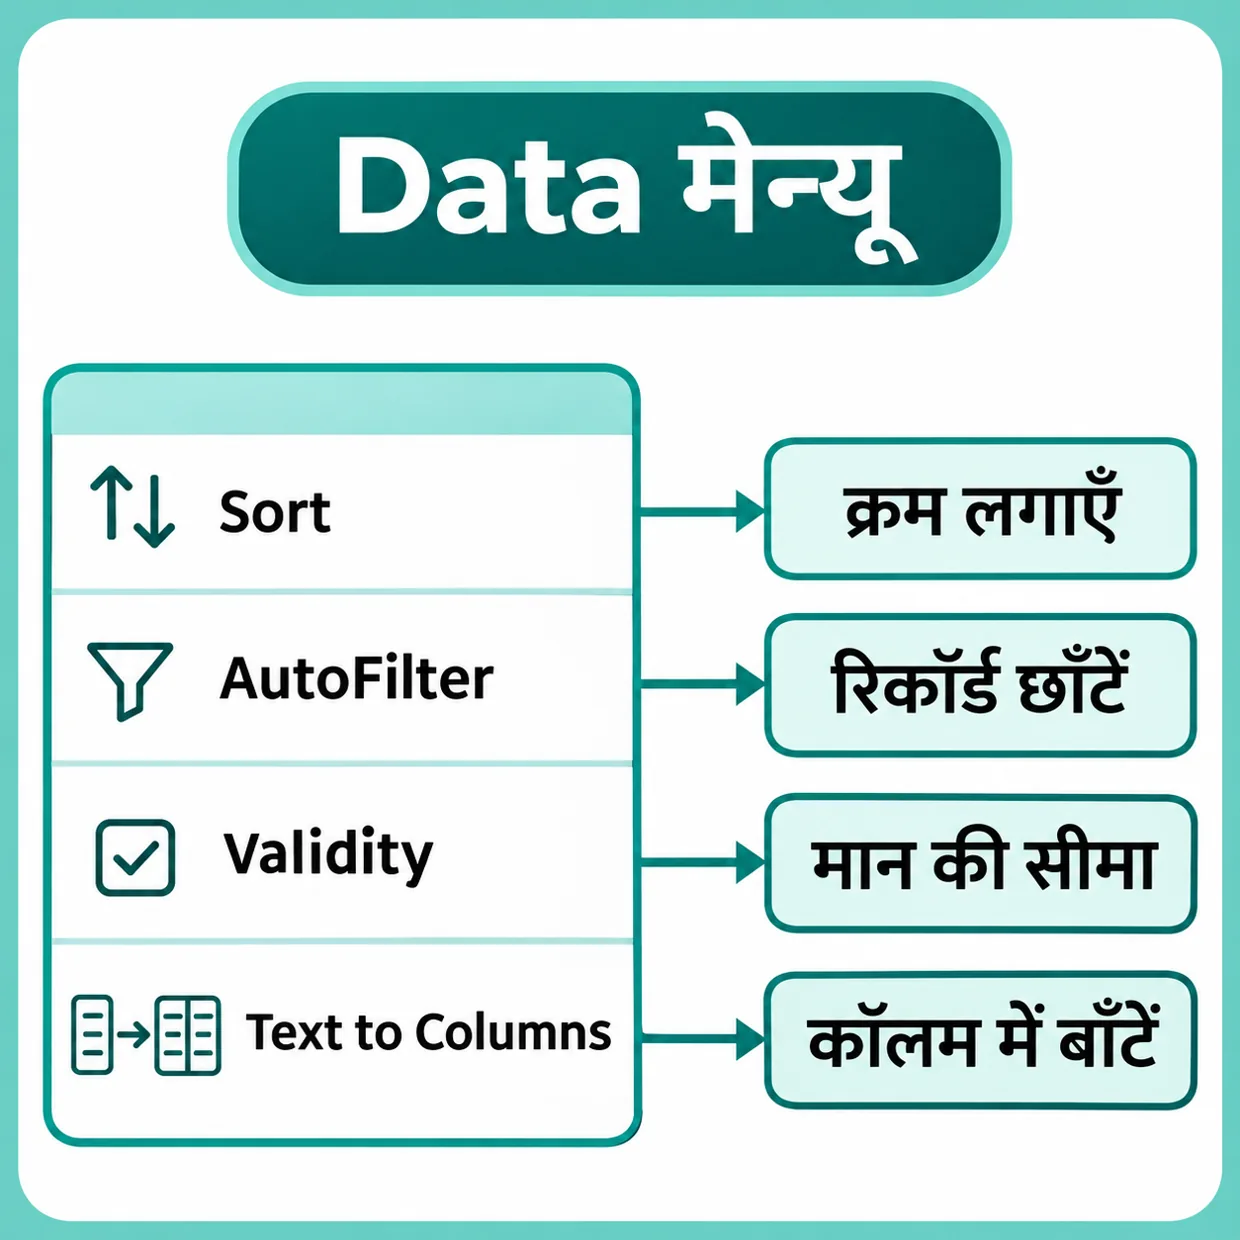 Data मेन्यू
Sort
क्रम लगाएँ
AutoFilter
रिकॉर्ड छाँटें
Validity
मान की सीमा
Text to Columns
कॉलम में बाँटें